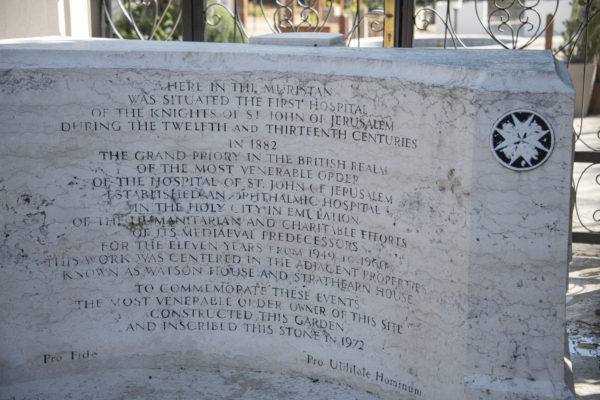 HERE IN THE MURISTAN
WAS SITUATED THE FIRST HOSPITAL
OF THE KNIGHTS OF ST JOHN OF JERUSALEM
DURING THE TWELFTH AND THIRTEENTH CENTURIES
IN 1882
THE GRAND PRIORY IN THE BRITISH REALM
OF THE MOST VENERABLE ORDER
OF THE HOSPITAL OF ST. JOHN OF JERUSALEM
ESTABLISHED AN OPHTHALMIC HOSPITAL
IN THE HOLY CITY IN EMULATION
OF THE HUMANITARIAN AND CHARITABLE EFFORTS
OF ITS MEDIAEVAL PREDECESSORS
FOR THE ELEVEN YEARS FROM 1949 TO 1960
THIS WORK WAS CENTERED IN THE ADJACENT PROPERTIES
KNOWN AS WATSON HOUSE AND STRATHEARN HOUSE
TO COMMEMORATE THESE EVENTS
THE MOST VENERABLE ORDER OWNER OF THIS SITE
CONSTRUCTED THIS GARDEN
AND INSCRIBED THIS STONE IN 1972
Pro Fide
Pro Utilitate Hominum